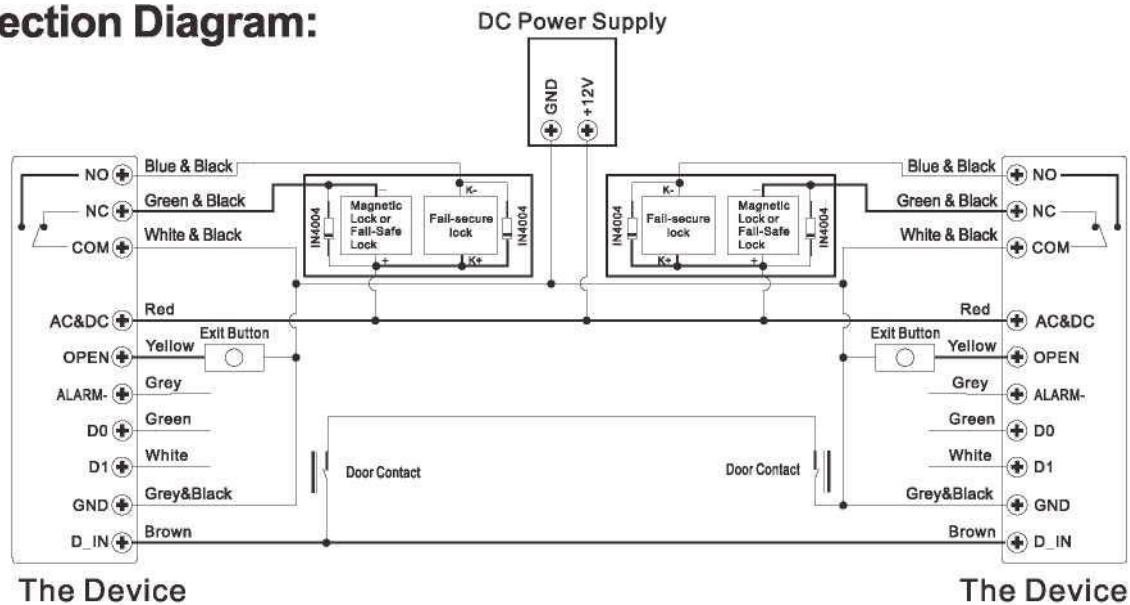 ection Diagram:
DC Power Supply
GND
+12V
NO
Blue & Black
NC
Green & Black
COM
White & Black
IN4004
−
Magnetic
Lock or
Fail-Safe
Lock
+
K-
Fail-secure
lock
K+
IN4004
IN4004
K-
Fail-secure
lock
K+
−
Magnetic
Lock or
Fail-Safe
Lock
+
IN4004
Blue & Black
NO
Green & Black
NC
White & Black
COM
AC&DC
Red
Exit Button
OPEN
Yellow
ALARM-
Grey
D0
Green
D1
White
GND
Grey&Black
D_IN
Brown
Door Contact
Door Contact
Red
AC&DC
Exit Button
Yellow
OPEN
Grey
ALARM-
Green
D0
White
D1
Grey&Black
GND
Brown
D_IN
The Device
The Device